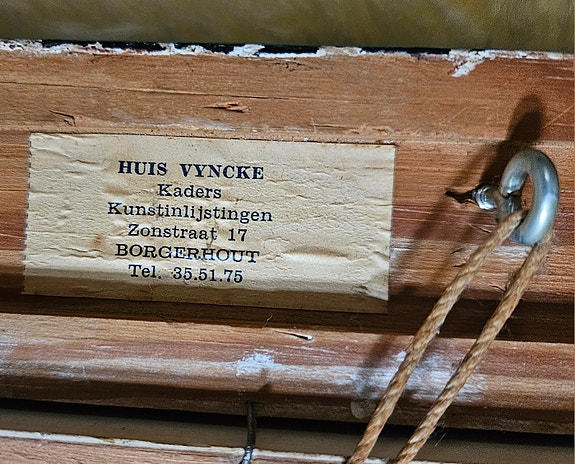 HUIS VYNCKE
Kaders
Kunstinlijstingen
Zonstraat 17
BORGERHOUT
Tel. 35.51.75